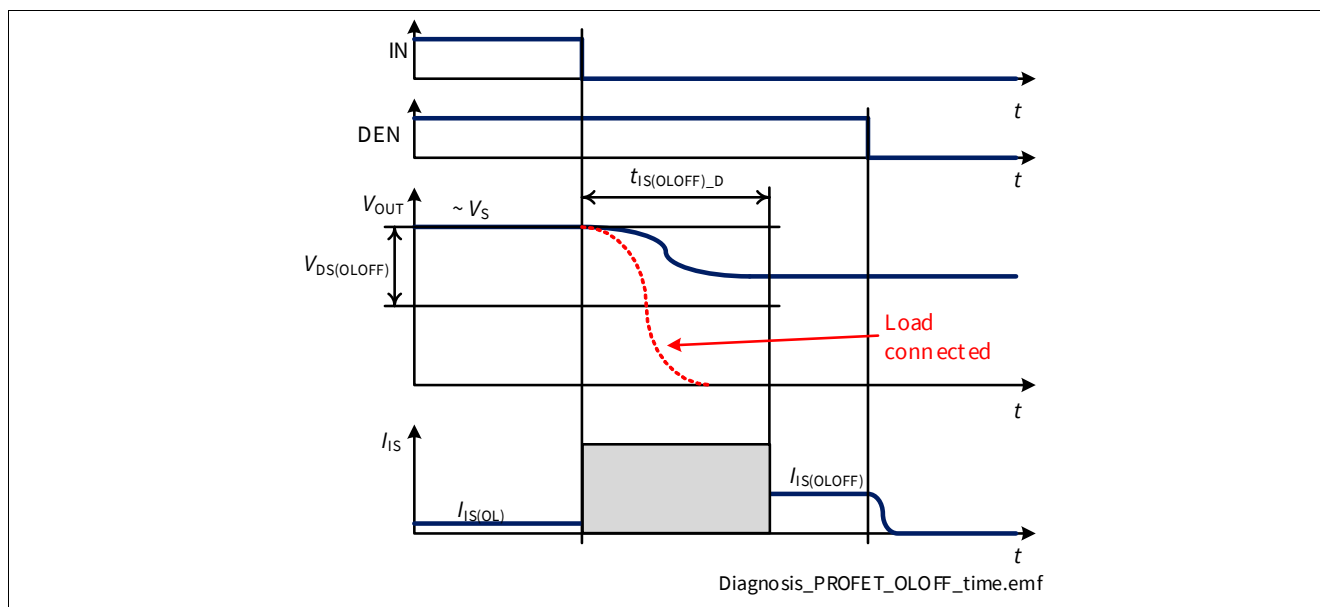 IN
t
DEN
t
tIS(OLOFF)_D
VOUT
~ VS
VDS(OLOFF)
Load
connected
t
IIS
IIS(OL)
IIS(OLOFF)
t
Diagnosis_PROFET_OLOFF_time.emf